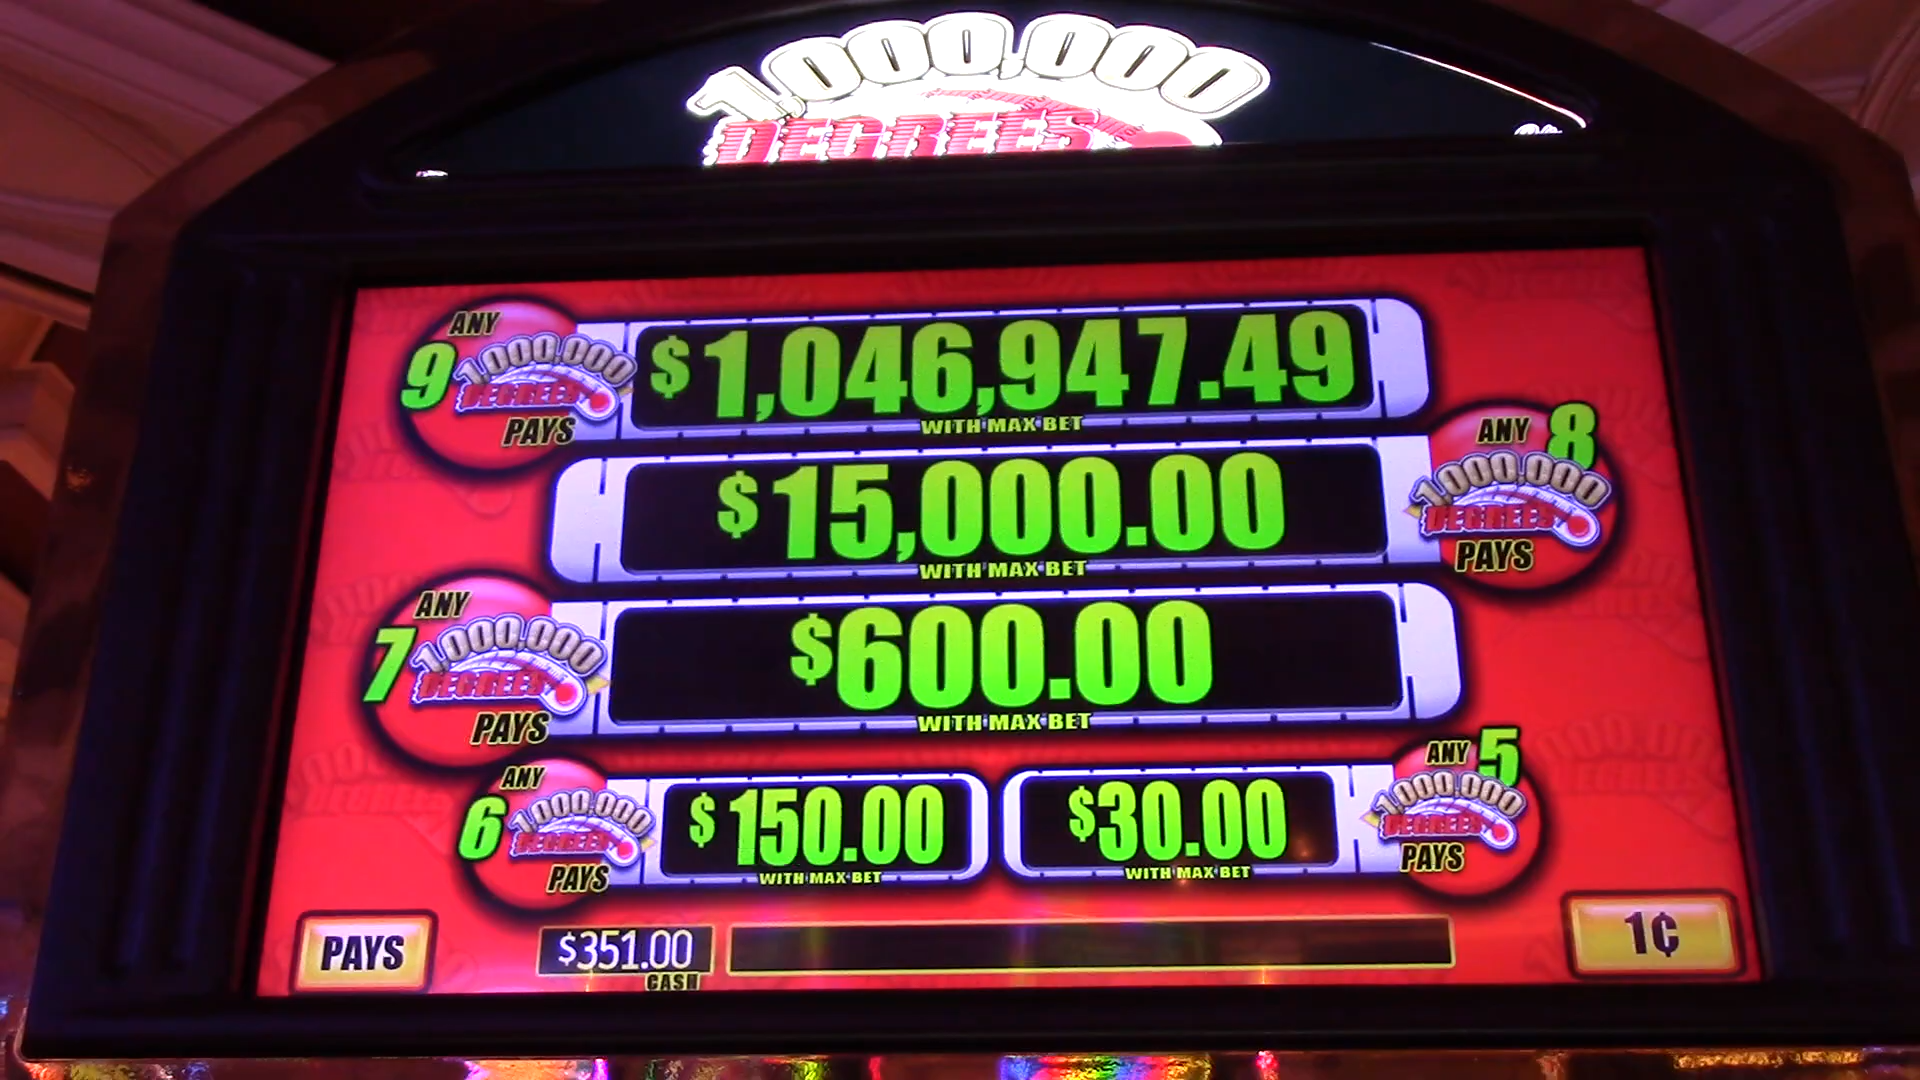 1,000,000
DEGREES
ANY
9
1,000,000
DEGREES
PAYS
$1,046,947.49
WITH MAX BET
ANY 8
1,000,000
DEGREES
PAYS
$15,000.00
WITH MAX BET
ANY
7
1,000,000
DEGREES
PAYS
$600.00
WITH MAX BET
ANY
6
1,000,000
DEGREES
PAYS
$150.00
WITH MAX BET
$30.00
WITH MAX BET
ANY 5
1,000,000
DEGREES
PAYS
PAYS
$351.00
CASH
1¢